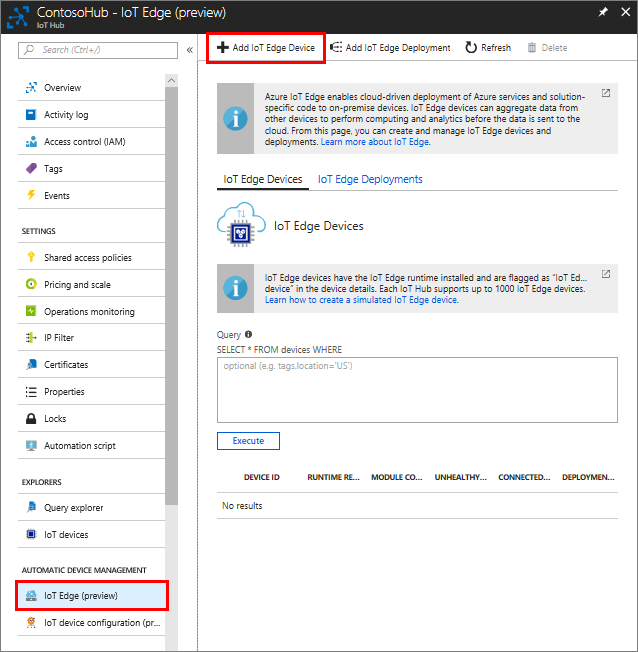 ContosoHub - IoT Edge (preview)
IoT Hub
Search (Ctrl+/)
Overview
Activity log
Access control (IAM)
Tags
Events
SETTINGS
Shared access policies
Pricing and scale
Operations monitoring
IP Filter
Certificates
Properties
Locks
Automation script
EXPLORERS
Query explorer
IoT devices
AUTOMATIC DEVICE MANAGEMENT
IoT Edge (preview)
IoT device configuration (pr...
Add IoT Edge Device
Add IoT Edge Deployment
Refresh
Delete
Azure IoT Edge enables cloud-driven deployment of Azure services and solution-
specific code to on-premise devices. IoT Edge devices can aggregate data from
other devices to perform computing and analytics before the data is sent to the
cloud. From this page, you can create and manage IoT Edge devices and
deployments. Learn more about IoT Edge.
IoT Edge Devices
IoT Edge Deployments
IoT Edge Devices
IoT Edge devices have the IoT Edge runtime installed and are flagged as "IoT Ed...
device" in the device details. Each IoT Hub supports up to 1000 IoT Edge devices.
Learn how to create a simulated IoT Edge device.
Query
SELECT * FROM devices WHERE
optional (e.g. tags.location='US')
Execute
DEVICE ID
RUNTIME RE...
MODULE CO...
UNHEALTHY...
CONNECTED...
DEPLOYMEN...
No results